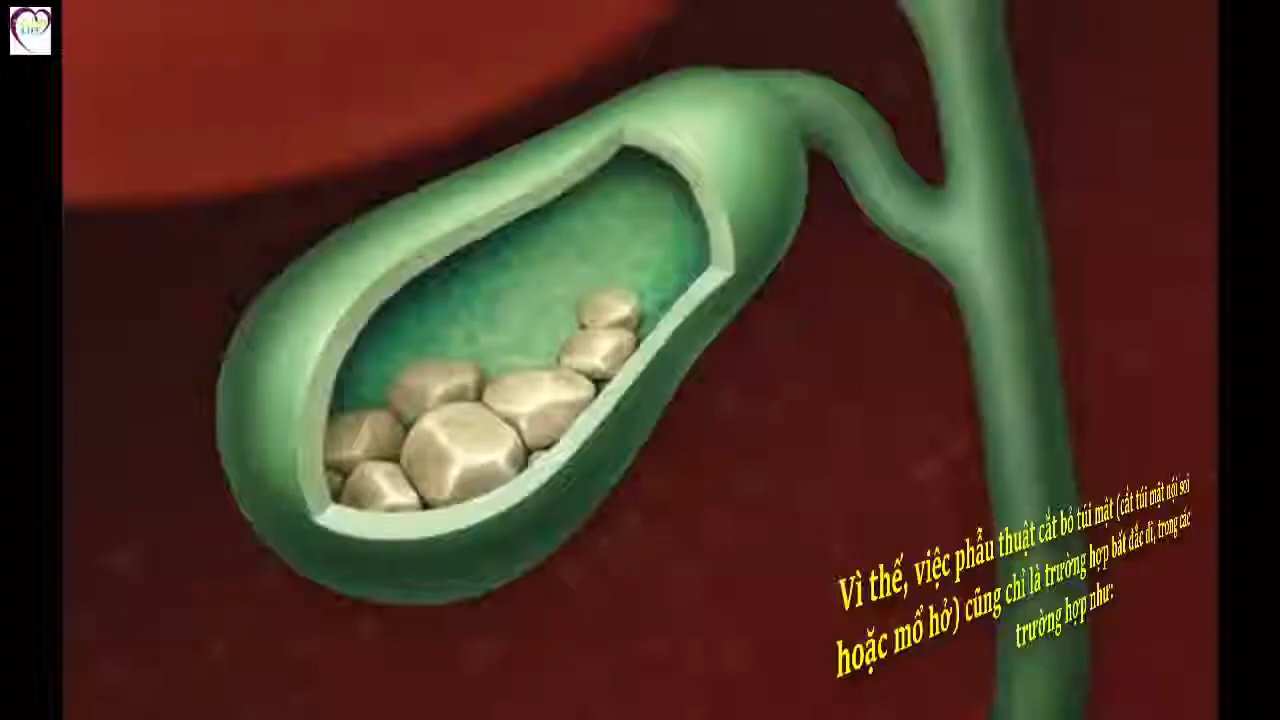 Vì thế, việc phẫu thuật cắt bỏ túi mật (cắt túi mật nội soi
hoặc mổ hở) cũng chỉ là trường hợp bất đắc dĩ, trong các
trường hợp như: